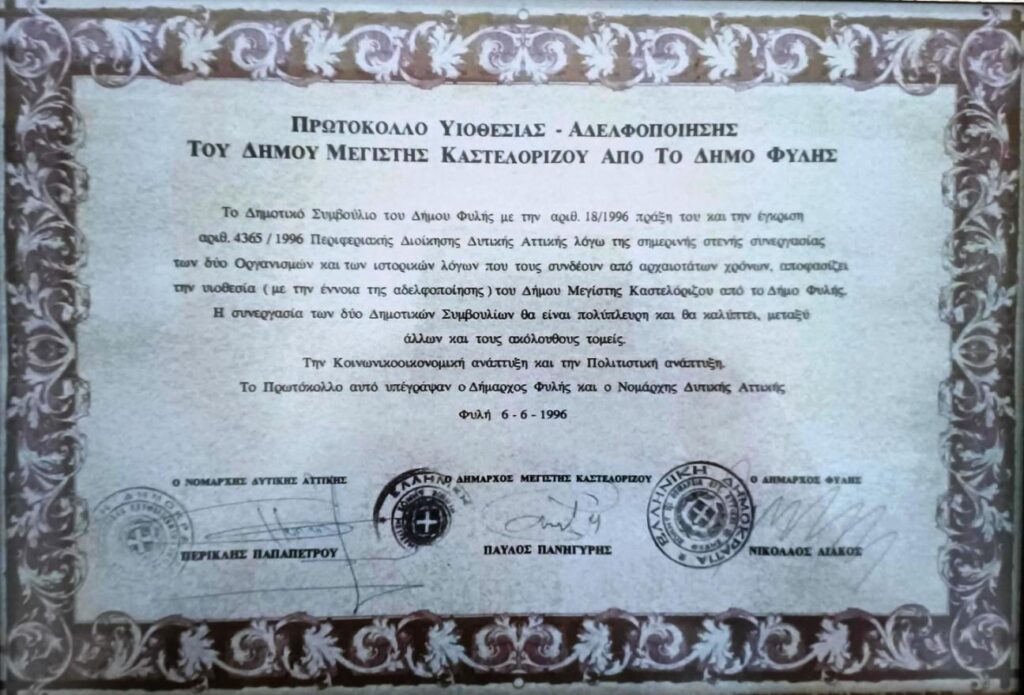 ΠΡΩΤΟΚΟΛΛΟ ΥΙΟΘΕΣΙΑΣ - ΑΔΕΛΦΟΠΟΙΗΣΗΣ
ΤΟΥ ΔΗΜΟΥ ΜΕΓΙΣΤΗΣ ΚΑΣΤΕΛΟΡΙΖΟΥ ΑΠΟ ΤΟ ΔΗΜΟ ΦΥΛΗΣ
Το Δημοτικό Συμβούλιο του Δήμου Φυλής με την αριθ. 18/1996 πράξη του και την έγκριση
αριθ. 4365 / 1996 Περιφεριακής Διοίκησης Δυτικής Αττικής λόγω της σημερινής στενής συνεργασίας
των δύο Οργανισμών και των ιστορικών λόγων που τους συνδέουν από αρχαιοτάτων χρόνων, αποφασίζει
την υιοθεσία ( με την έννοια της αδελφοποίησης ) του Δήμου Μεγίστης Καστελόριζου από το Δήμο Φυλής.
Η συνεργασία των δύο Δημοτικών Συμβουλίων θα είναι πολύπλευρη και θα καλύπτει, μεταξύ
άλλων και τους ακόλουθους τομείς.
Την Κοινωνικοοικονομική ανάπτυξη και την Πολιτιστική ανάπτυξη.
Το Πρωτόκολλο αυτό υπέγραψαν ο Δήμαρχος Φυλής και ο Νομάρχης Δυτικής Αττικής
Φυλή 6 - 6 - 1996
Ο ΝΟΜΑΡΧΗΣ ΔΥΤΙΚΗΣ ΑΤΤΙΚΗΣ
Ο ΔΗΜΑΡΧΟΣ ΜΕΓΙΣΤΗΣ ΚΑΣΤΕΛΟΡΙΖΟΥ
Ο ΔΗΜΑΡΧΟΣ ΦΥΛΗΣ
ΕΛΛΗΝΙΚΗ
ΕΛΛΗΝΙΚΗ ΔΗΜΟΚΡΑΤΙΑ
ΠΕΡΙΚΛΗΣ ΠΑΠΑΠΕΤΡΟΥ
ΠΑΥΛΟΣ ΠΑΝΗΓΥΡΗΣ
ΝΙΚΟΛΑΟΣ ΛΙΑΚΟΣ